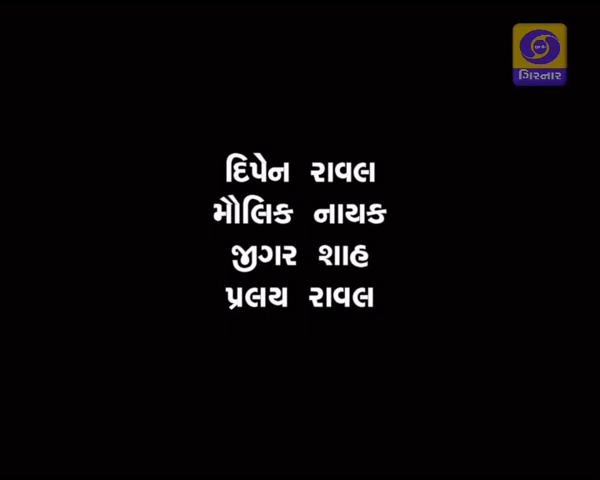 ગિરનાર
દિપેન રાવલ
મૌલિક નાયક
જીગર શાહ
પ્રલય રાવલ